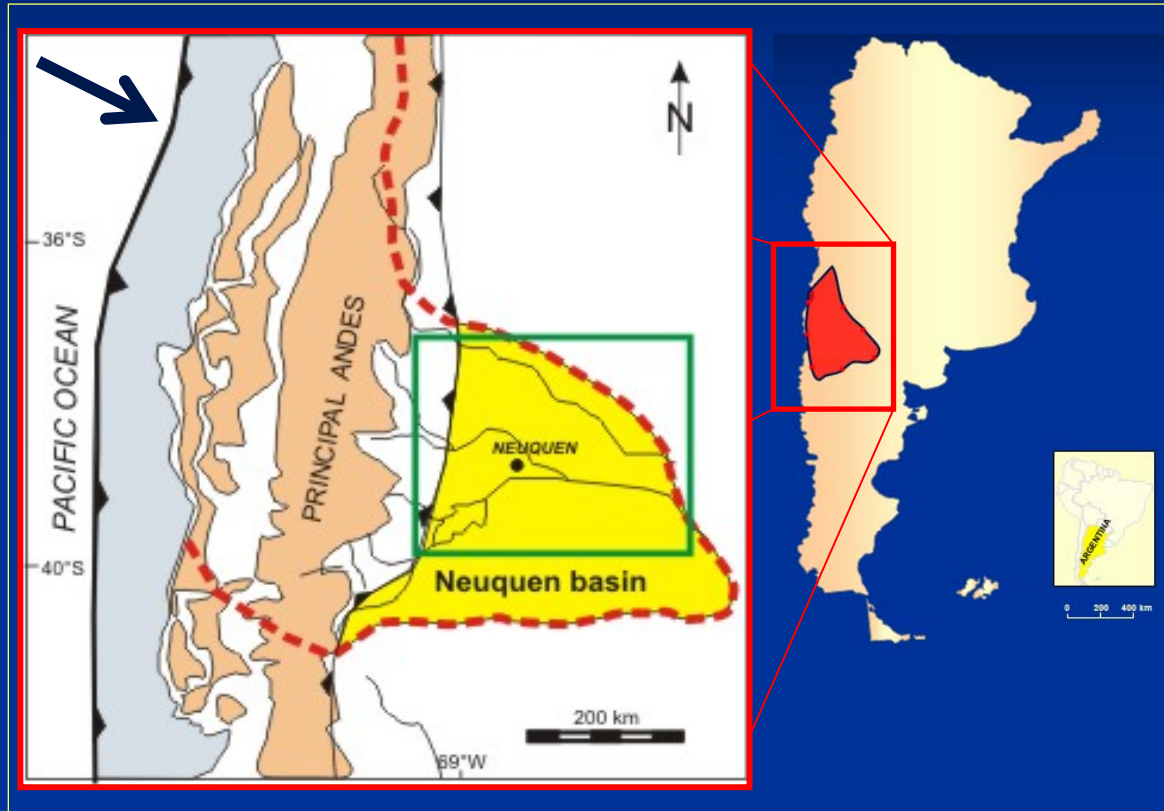 N
36°S
PACIFIC OCEAN
PRINCIPAL ANDES
NEUQUEN
40°S
Neuquen basin
200 km
69°W
ARGENTINA
0 200 400 km